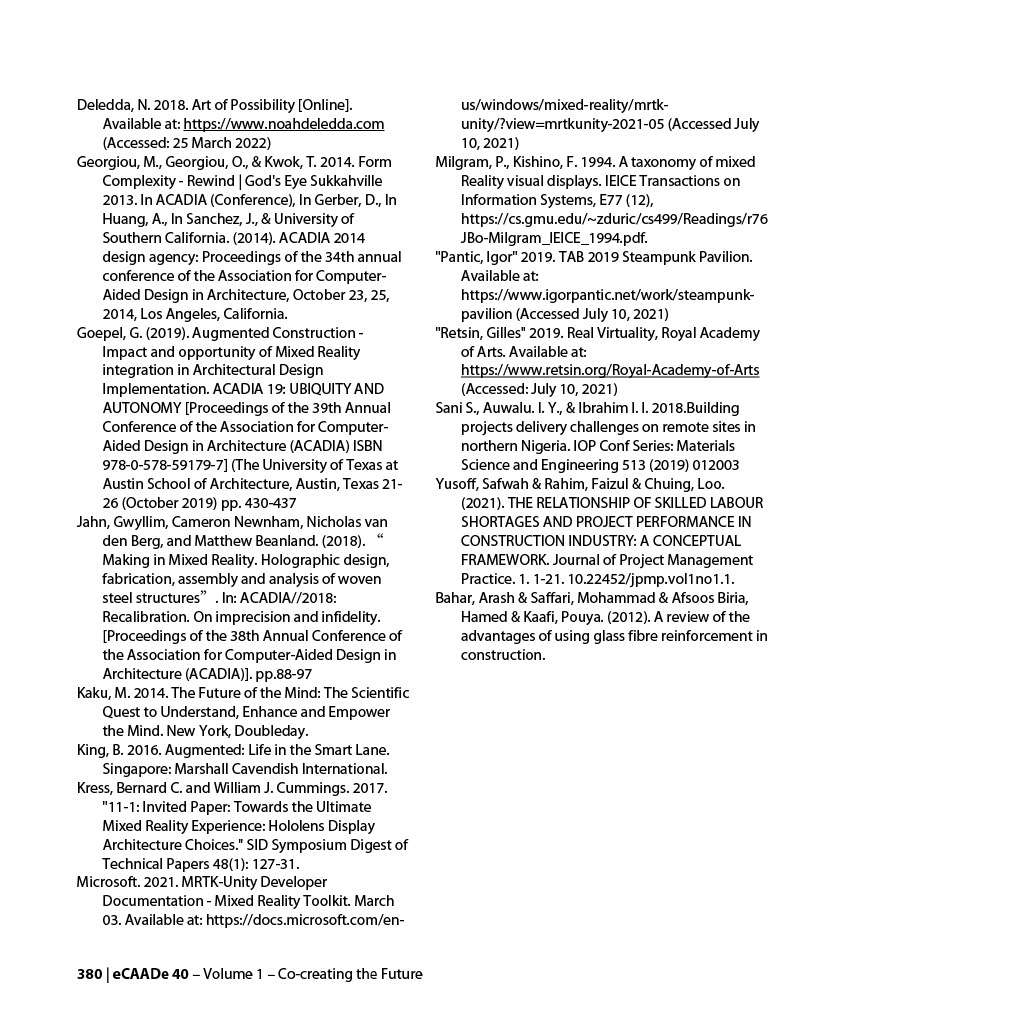 Deledda, N. 2018. Art of Possibility [Online].
Available at: https://www.noahdeledda.com
(Accessed: 25 March 2022)
Georgiou, M., Georgiou, O., & Kwok, T. 2014. Form
Complexity - Rewind | God's Eye Sukkahville
2013. In ACADIA (Conference), In Gerber, D., In
Huang, A., In Sanchez, J., & University of
Southern California. (2014). ACADIA 2014
design agency: Proceedings of the 34th annual
conference of the Association for Computer-
Aided Design in Architecture, October 23, 25,
2014, Los Angeles, California.
Goepel, G. (2019). Augmented Construction -
Impact and opportunity of Mixed Reality
integration in Architectural Design
Implementation. ACADIA 19: UBIQUITY AND
AUTONOMY [Proceedings of the 39th Annual
Conference of the Association for Computer-
Aided Design in Architecture (ACADIA) ISBN
978-0-578-59179-7] (The University of Texas at
Austin School of Architecture, Austin, Texas 21-
26 (October 2019) pp. 430-437
Jahn, Gwyllim, Cameron Newnham, Nicholas van
den Berg, and Matthew Beanland. (2018). “
Making in Mixed Reality. Holographic design,
fabrication, assembly and analysis of woven
steel structures” . In: ACADIA//2018:
Recalibration. On imprecision and infidelity.
[Proceedings of the 38th Annual Conference of
the Association for Computer-Aided Design in
Architecture (ACADIA)]. pp.88-97
Kaku, M. 2014. The Future of the Mind: The Scientific
Quest to Understand, Enhance and Empower
the Mind. New York, Doubleday.
King, B. 2016. Augmented: Life in the Smart Lane.
Singapore: Marshall Cavendish International.
Kress, Bernard C. and William J. Cummings. 2017.
"11-1: Invited Paper: Towards the Ultimate
Mixed Reality Experience: Hololens Display
Architecture Choices." SID Symposium Digest of
Technical Papers 48(1): 127-31.
Microsoft. 2021. MRTK-Unity Developer
Documentation - Mixed Reality Toolkit. March
03. Available at: https://docs.microsoft.com/en-
us/windows/mixed-reality/mrtk-
unity/?view=mrtkunity-2021-05 (Accessed July
10, 2021)
Milgram, P., Kishino, F. 1994. A taxonomy of mixed
Reality visual displays. IEICE Transactions on
Information Systems, E77 (12),
https://cs.gmu.edu/~zduric/cs499/Readings/r76
JBo-Milgram_IEICE_1994.pdf.
"Pantic, Igor" 2019. TAB 2019 Steampunk Pavilion.
Available at:
https://www.igorpantic.net/work/steampunk-
pavilion (Accessed July 10, 2021)
"Retsin, Gilles" 2019. Real Virtuality, Royal Academy
of Arts. Available at:
https://www.retsin.org/Royal-Academy-of-Arts
(Accessed: July 10, 2021)
Sani S., Auwalu. I. Y., & Ibrahim I. I. 2018.Building
projects delivery challenges on remote sites in
northern Nigeria. IOP Conf Series: Materials
Science and Engineering 513 (2019) 012003
Yusoff, Safwah & Rahim, Faizul & Chuing, Loo.
(2021). THE RELATIONSHIP OF SKILLED LABOUR
SHORTAGES AND PROJECT PERFORMANCE IN
CONSTRUCTION INDUSTRY: A CONCEPTUAL
FRAMEWORK. Journal of Project Management
Practice. 1. 1-21. 10.22452/jpmp.vol1no1.1.
Bahar, Arash & Saffari, Mohammad & Afsoos Biria,
Hamed & Kaafi, Pouya. (2012). A review of the
advantages of using glass fibre reinforcement in
construction.
380 | eCAADe 40 – Volume 1 – Co-creating the Future